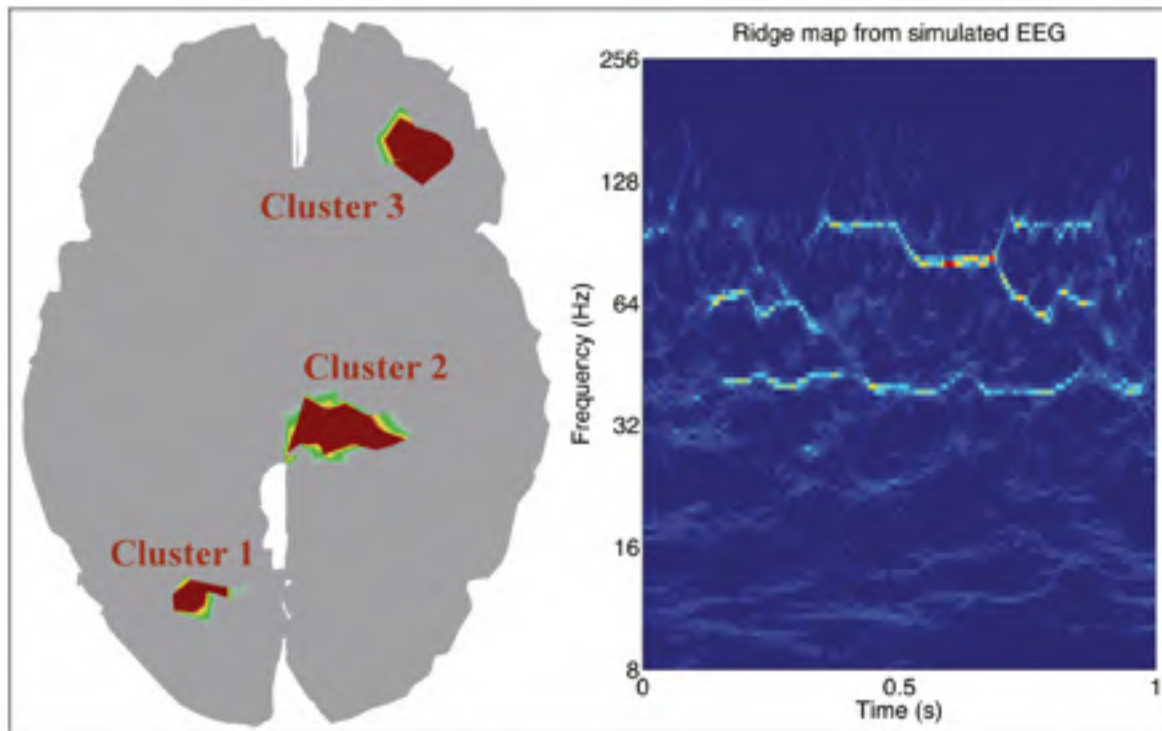 Cluster 3
Cluster 2
Cluster 1
Ridge map from simulated EEG
Frequency (Hz)
256
128
64
32
16
8
0
0.5
1
Time (s)